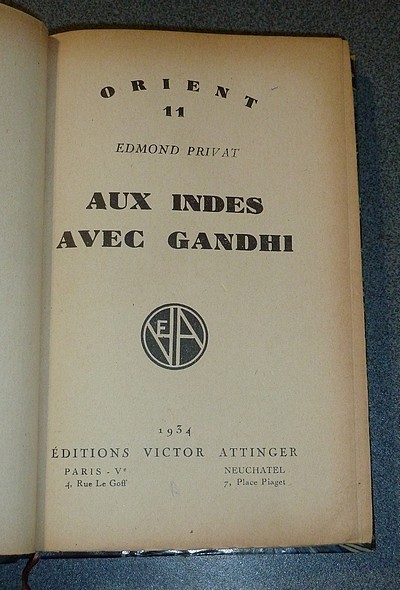 ORIENT
11
EDMOND PRIVAT
AUX INDES
AVEC GANDHI
VEA
1934
ÉDITIONS VICTOR ATTINGER
PARIS - Vᵉ NEUCHATEL
4, Rue Le Goff 7, Place Piaget